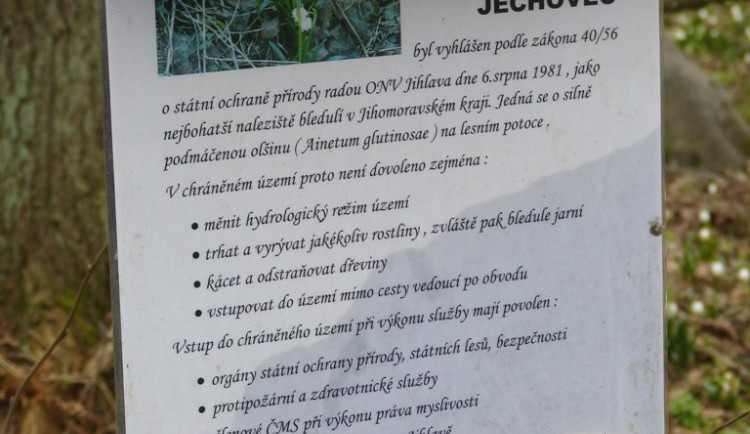 JECHOVEC
byl vyhlášen podle zákona 40/56
o státní ochraně přírody radou ONV Jihlava dne 6.srpna 1981 , jako
nejbohatší naleziště bledulí v Jihomoravském kraji. Jedná se o silně
podmáčenou olšinu ( Ainetum glutinosae ) na lesním potoce .
V chráněném území proto není dovoleno zejména :
• měnit hydrologický režim území
• trhat a vyrývat jakékoliv rostliny , zvláště pak bledule jarní
• kácet a odstraňovat dřeviny
• vstupovat do území mimo cesty vedoucí po obvodu
Vstup do chráněného území při výkonu služby mají povolen :
• orgány státní ochrany přírody, státních lesů, bezpečnosti
• protipožární a zdravotnické služby
členové ČMS při výkonu práva myslivosti
Jihlavě